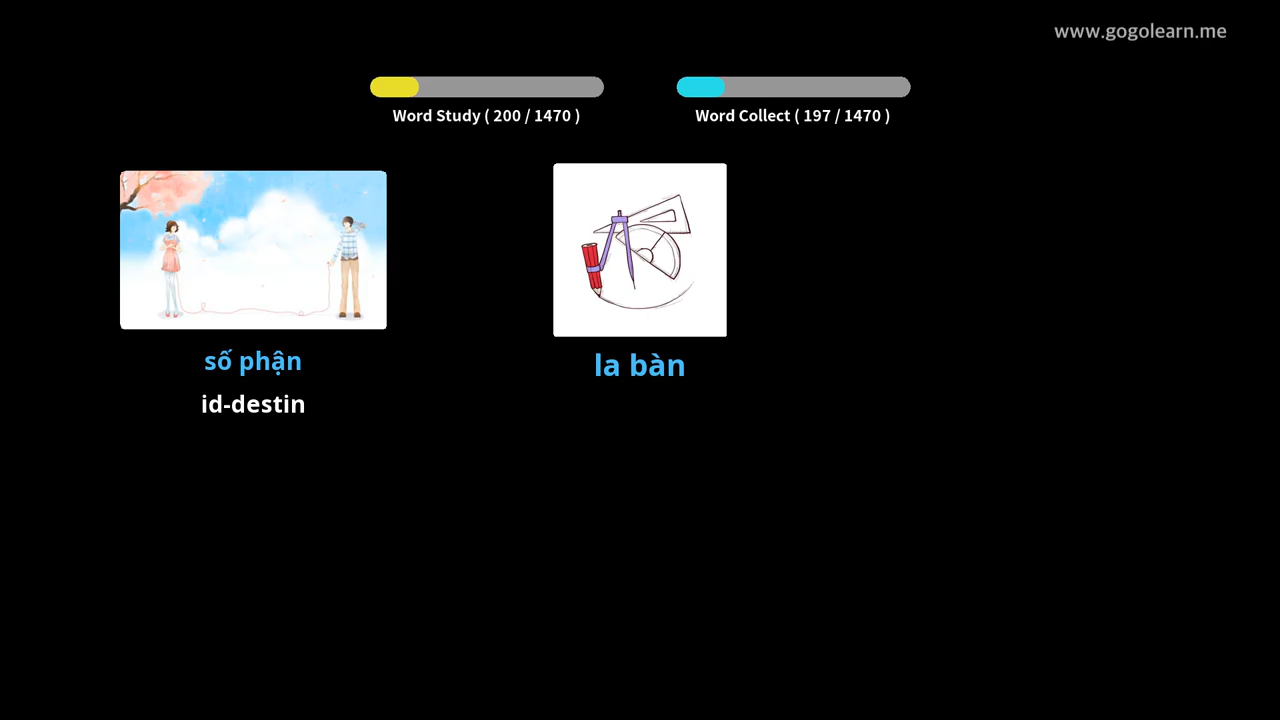 www.gogolearn.me
Word Study ( 200 / 1470 )
Word Collect ( 197 / 1470 )
số phận
id-destin
la bàn